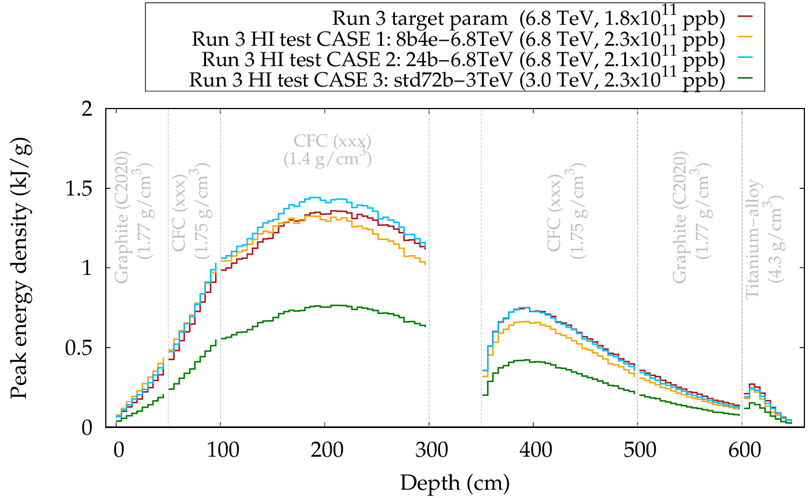 Run 3 target param (6.8 TeV, 1.8x10¹¹ ppb)
Run 3 HI test CASE 1: 8b4e−6.8TeV (6.8 TeV, 2.3x10¹¹ ppb)
Run 3 HI test CASE 2: 24b−6.8TeV (6.8 TeV, 2.1x10¹¹ ppb)
Run 3 HI test CASE 3: std72b−3TeV (3.0 TeV, 2.3x10¹¹ ppb)
Peak energy density (kJ/g)
2
1.5
1
0.5
0
Graphite (C2020)
(1.77 g/cm³)
CFC (xxx)
(1.75 g/cm³)
CFC (xxx)
(1.4 g/cm³)
CFC (xxx)
(1.75 g/cm³)
Graphite (C2020)
(1.77 g/cm³)
Titanium−alloy
(4.3 g/cm³)
0 100 200 300 400 500 600
Depth (cm)